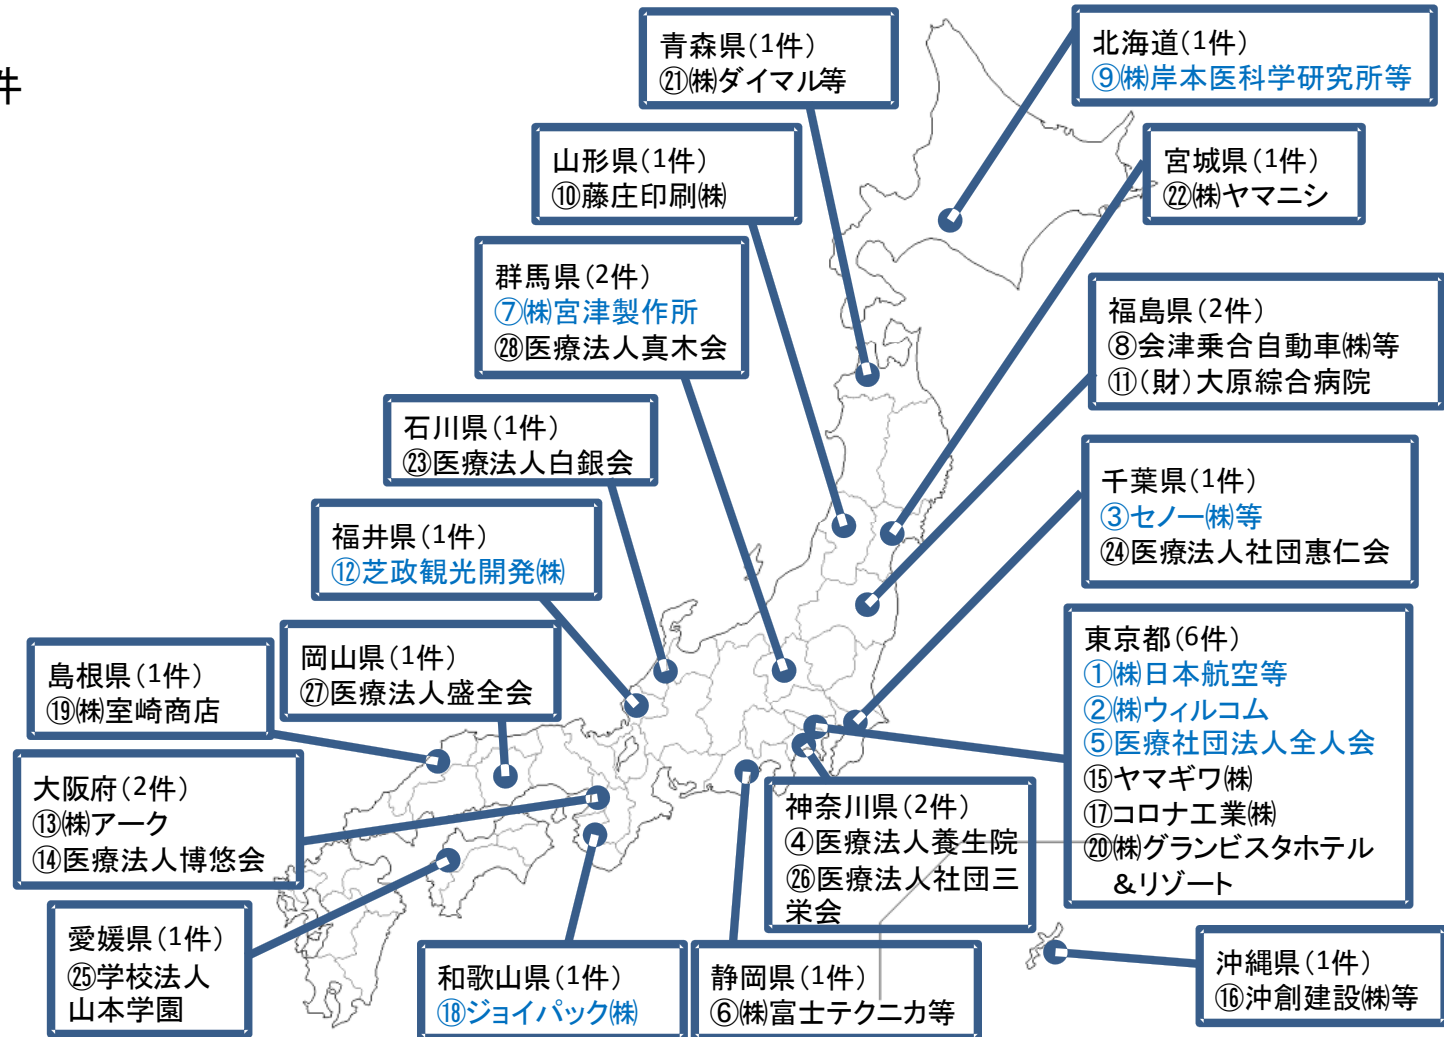 件
青森県(1件)
㉑㈱ダイマル等
北海道(1件)
⑨㈱岸本医科学研究所等
山形県(1件)
⑩藤庄印刷㈱
宮城県(1件)
㉒㈱ヤマニシ
群馬県(2件)
⑦㈱宮津製作所
㉘医療法人真木会
福島県(2件)
⑧会津乗合自動車㈱等
⑪(財)大原綜合病院
石川県(1件)
㉓医療法人白銀会
千葉県(1件)
③セノー㈱等
㉔医療法人社団惠仁会
福井県(1件)
⑫芝政観光開発㈱
東京都(6件)
①㈱日本航空等
②㈱ウィルコム
⑤医療社団法人全人会
⑮ヤマギワ㈱
⑰コロナ工業㈱
⑳㈱グランビスタホテル
&リゾート
島根県(1件)
⑲㈱室崎商店
岡山県(1件)
㉗医療法人盛全会
大阪府(2件)
⑬㈱アーク
⑭医療法人博悠会
神奈川県(2件)
④医療法人養生院
㉖医療法人社団三
栄会
愛媛県(1件)
㉕学校法人
山本学園
和歌山県(1件)
⑱ジョイパック㈱
静岡県(1件)
⑥㈱富士テクニカ等
沖縄県(1件)
⑯沖創建設㈱等